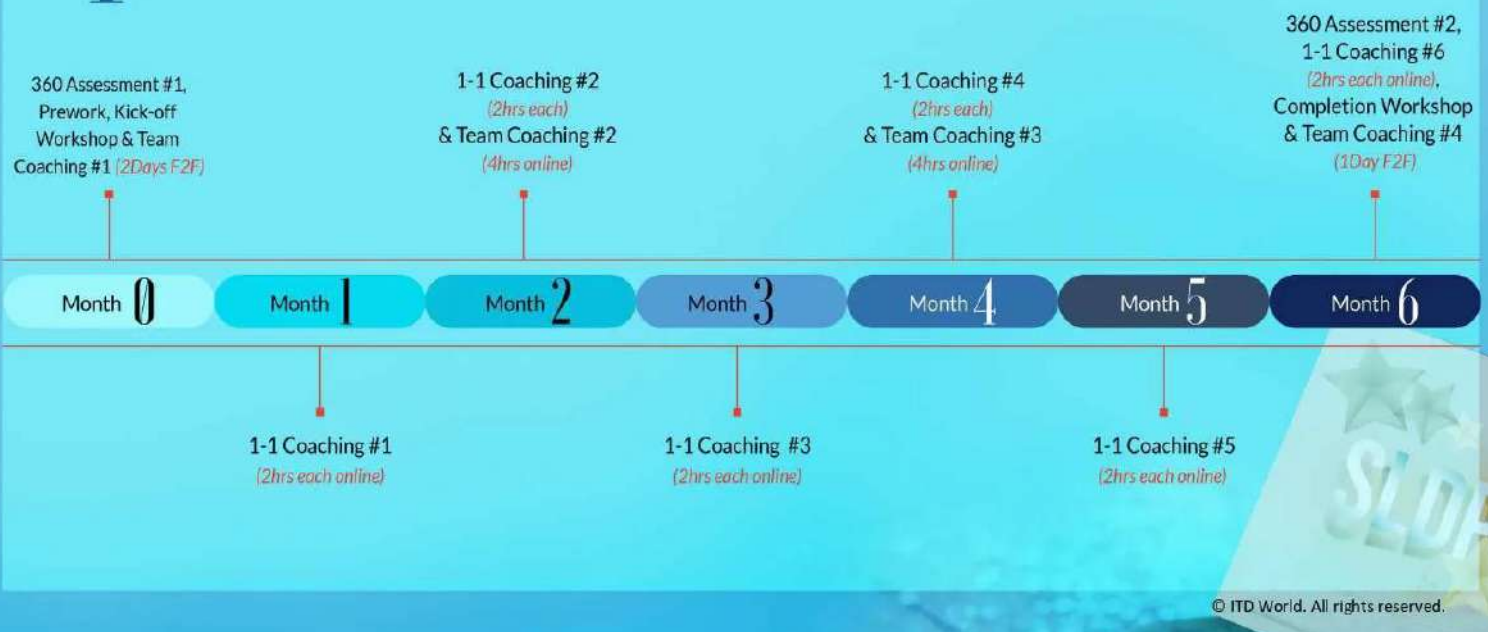 360 Assessment #1,
Prework, Kick-off
Workshop & Team
Coaching #1 (2Days F2F)
1-1 Coaching #2
(2hrs each)
& Team Coaching #2
(4hrs online)
1-1 Coaching #4
(2hrs each)
& Team Coaching #3
(4hrs online)
360 Assessment #2,
1-1 Coaching #6
(2hrs each online),
Completion Workshop
& Team Coaching #4
(1Day F2F)
Month 0
Month 1
Month 2
Month 3
Month 4
Month 5
Month 6
1-1 Coaching #1
(2hrs each online)
1-1 Coaching #3
(2hrs each online)
1-1 Coaching #5
(2hrs each online)
© ITD World. All rights reserved.